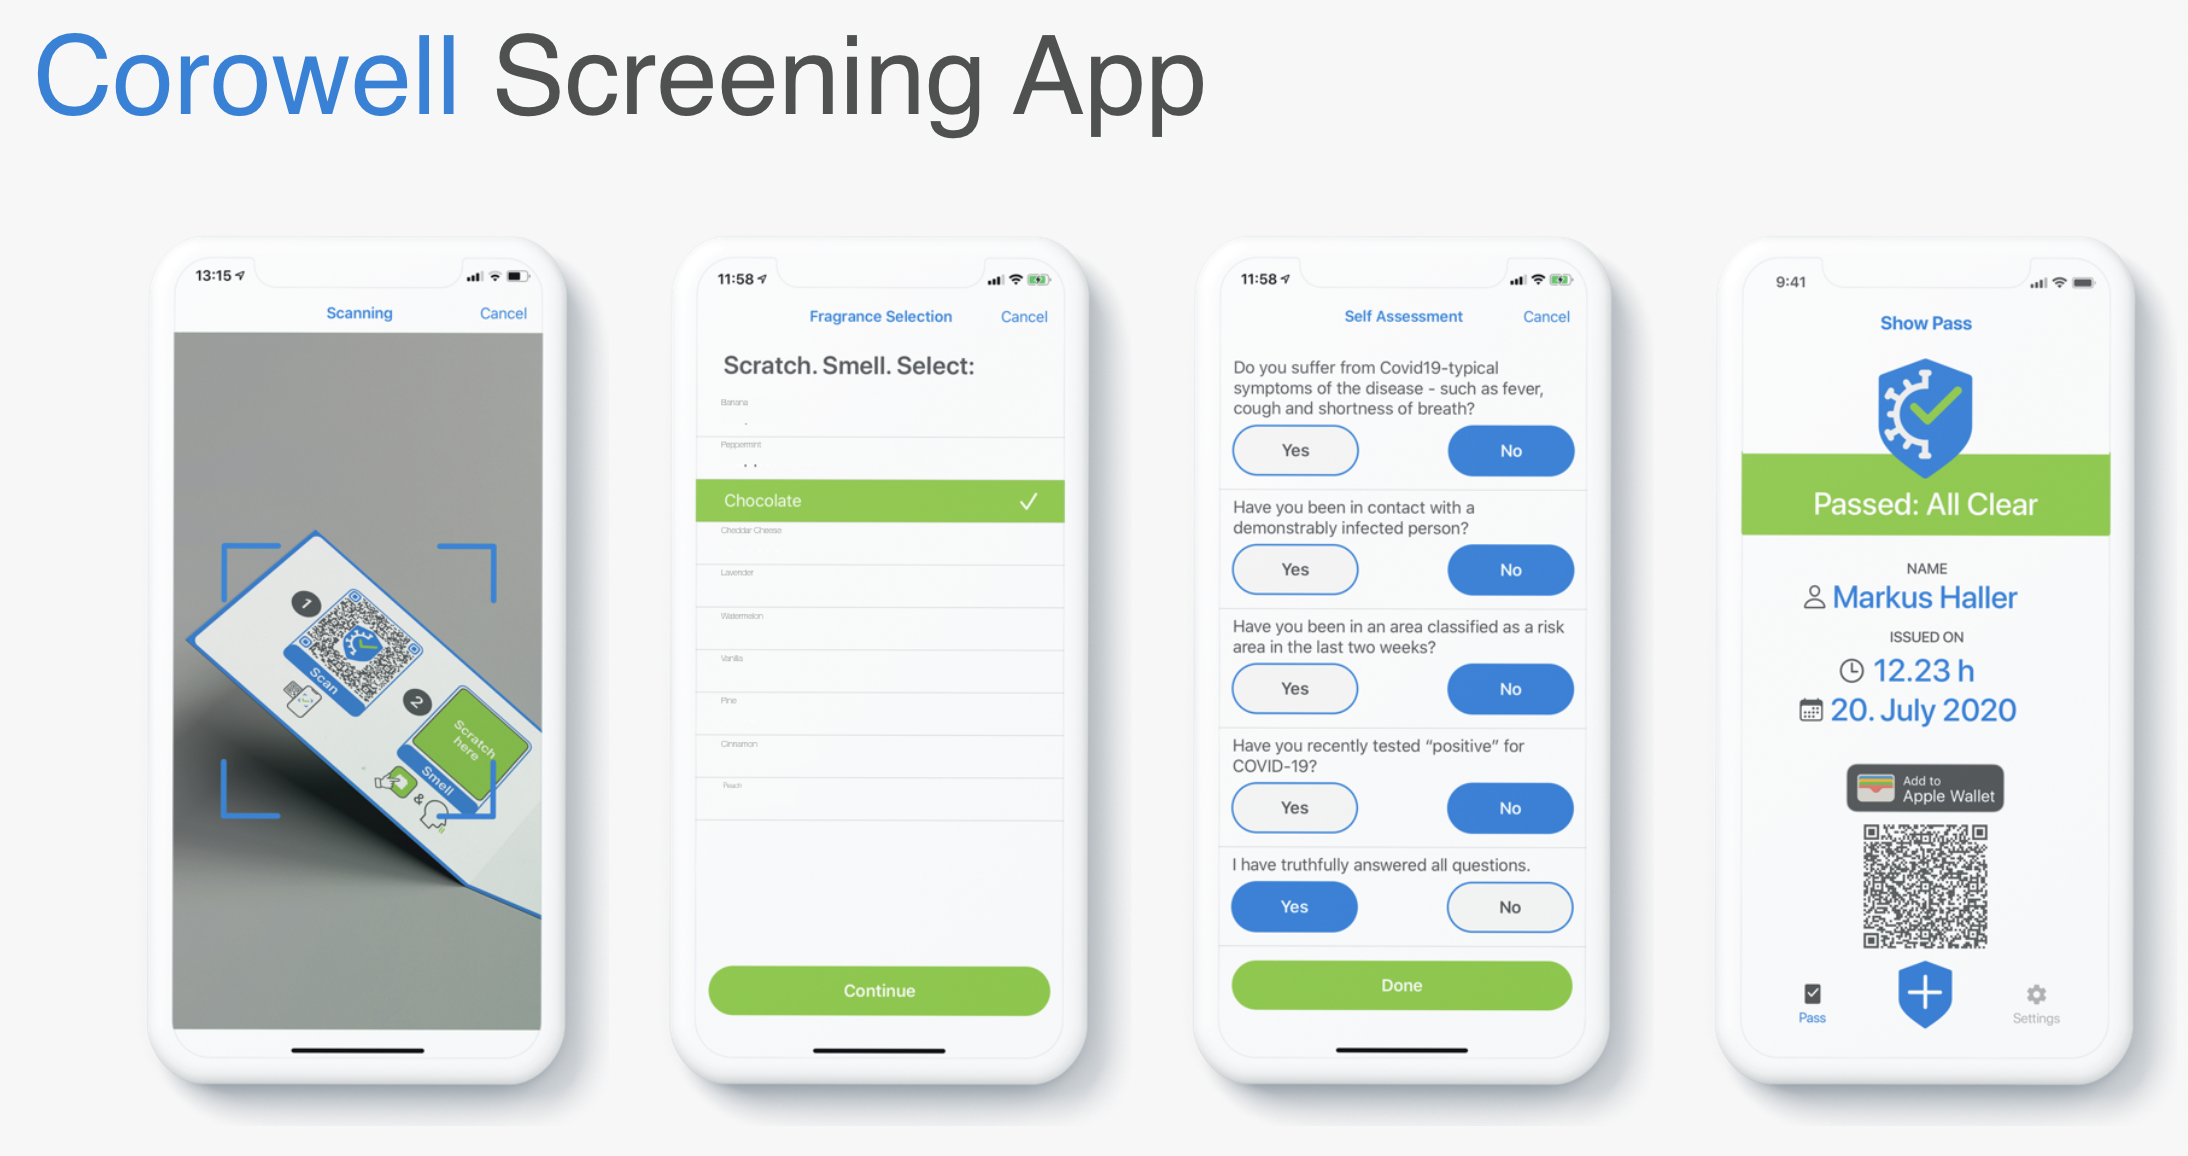 Corowell Screening App
13:15
Scanning
Cancel
1
Scan
2
Scratch
here
Smell
&
11:58
Fragrance Selection
Cancel
Scratch. Smell. Select:
Banana
Peppermint
Chocolate
Cheddar Cheese
Lavender
Watermelon
Vanilla
Pine
Cinnamon
Peach
Continue
11:58
Self Assessment
Cancel
Do you suffer from Covid19-typical
symptoms of the disease - such as fever,
cough and shortness of breath?
Yes
No
Have you been in contact with a
demonstrably infected person?
Yes
No
Have you been in an area classified as a risk
area in the last two weeks?
Yes
No
Have you recently tested “positive” for
COVID-19?
Yes
No
I have truthfully answered all questions.
Yes
No
Done
9:41
Show Pass
Passed: All Clear
NAME
Markus Haller
ISSUED ON
12.23 h
20. July 2020
Add to
Apple Wallet
Pass
Settings